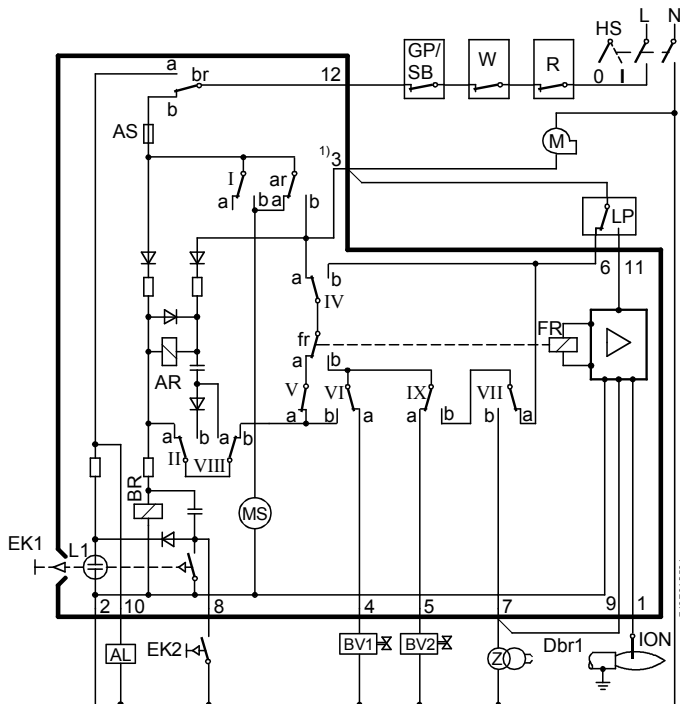 HS L N
GP/
SB
W
R
0 I
a
br
b
12
AS
1) 3
M
I
a b
ar
a b
LP
6 11
a b
IV
fr
a b
FR
AR
V
a
VI
b a
IX
b
VII
b a
a
II
b
a
VIII
b
BR
MS
EK1
L1
2 10 8 4 5 7 9 1
AL
EK2
BV1
BV2
Z
Dbr1
ION